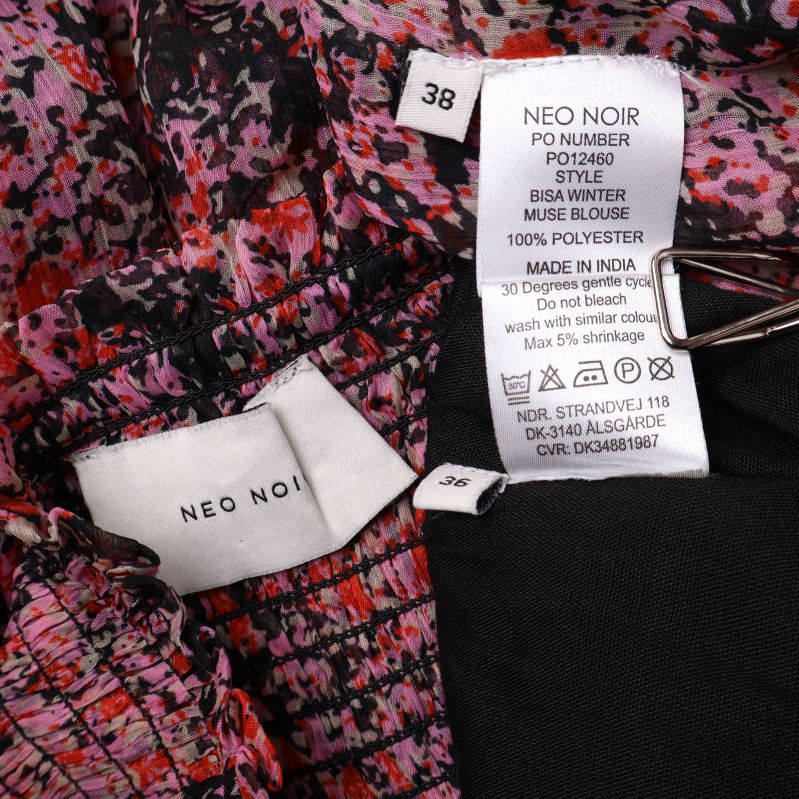 38
NEO NOIR
PO NUMBER
PO12460
STYLE
BISA WINTER
MUSE BLOUSE
100% POLYESTER
MADE IN INDIA
30 Degrees gentle cycle
Do not bleach
wash with similar colou
Max 5% shrinkage
30°C
P
NDR. STRANDVEJ 118
DK-3140 ÅLSGÅRDE
CVR: DK34881987
NEO NOI
36